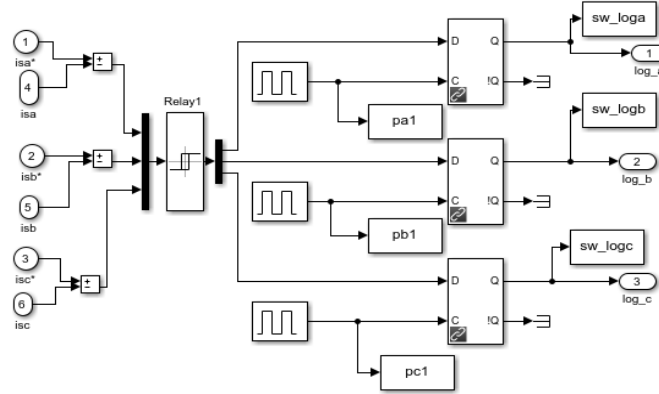 sw_loga
1
isa*
±
4
isa
Relay1
D
Q
1
log_a
C
!Q
pa1
sw_logb
2
isb*
±
5
isb
D
Q
2
log_b
C
!Q
pb1
sw_logc
3
isc*
±
6
isc
D
Q
3
log_c
C
!Q
pc1